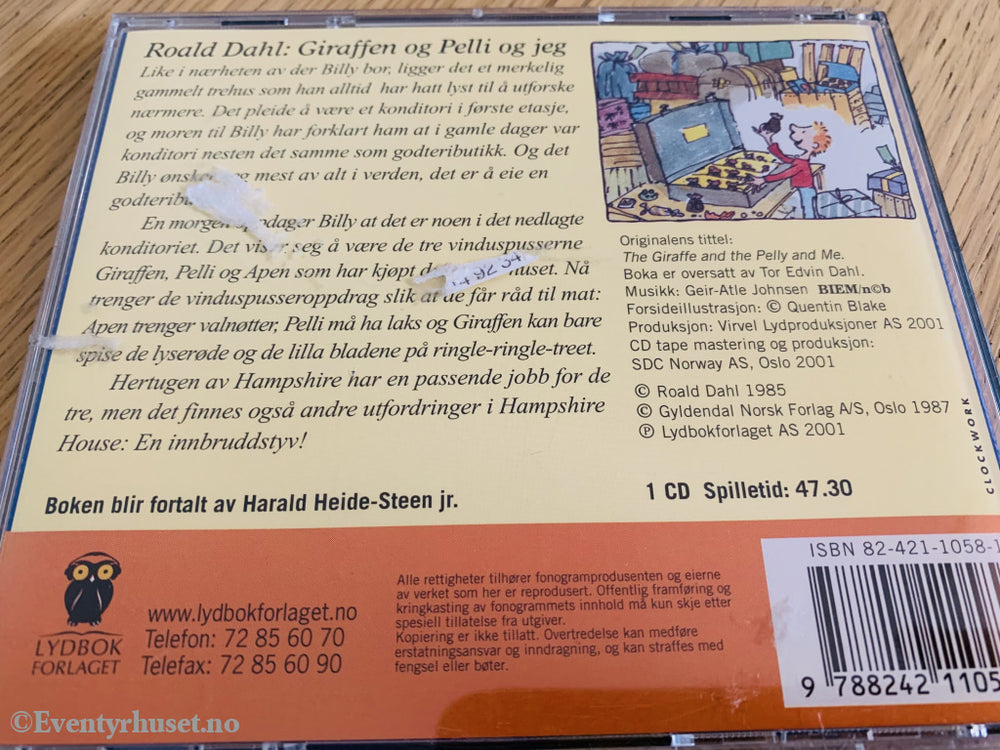 Roald Dahl: Giraffen og Pelli og jeg
Like i nærheten av der Billy bor, ligger det et merkelig
gammelt trehus som han alltid har hatt lyst til å utforske
nærmere. Det pleide å være et konditori i første etasje,
og moren til Billy har forklart ham at i gamle dager var
konditori nesten det samme som godteributikk. Og det
Billy mest av alt i verden, det er å eie en
En morgen Billy at det er noen i det nedlagte
konditoriet. Det viser seg å være de tre vinduspusserne
Giraffen, Pelli og Apen som har kjøpt Nå
trenger de vinduspusseroppdrag slik at de får råd til mat:
Apen trenger valnøtter, Pelli må ha laks og Giraffen kan bare
spise de lyserøde og de lilla bladene på ringle-ringle-treet.
Hertugen av Hampshire har en passende jobb for de
tre, men det finnes også andre utfordringer i Hampshire
House: En innbruddstyv!
Boken blir fortalt av Harald Heide-Steen jr.
Originalens tittel:
The Giraffe and the Pelly and Me.
Boka er oversatt av Tor Edvin Dahl.
Musikk: Geir-Atle Johnsen BIEM/n©b
Forsideillustrasjon: © Quentin Blake
Produksjon: Virvel Lydproduksjoner AS 2001
CD tape mastering og produksjon:
SDC Norway AS, Oslo 2001
© Roald Dahl 1985
© Gyldendal Norsk Forlag A/S, Oslo 1987
℗ Lydbokforlaget AS 2001
CLOCKWORK
1 CD Spilletid: 47.30
LYDBOK
FORLAGET
www.lydbokforlaget.no
Telefon: 72 85 60 70
Telefax: 72 85 60 90
Alle rettigheter tilhører fonogramprodusenten og eierne
av verket som her er reprodusert. Offentlig framføring og
kringkasting av fonogrammets innhold må kun skje etter
spesiell tillatelse fra utgiver.
Kopiering er ikke tillatt. Overtredelse kan medføre
erstatningsansvar og inndragning, og kan straffes med
fengsel eller bøter.
ISBN 82-421-1058-1
9 788242 1105
©Eventyrhuset.no